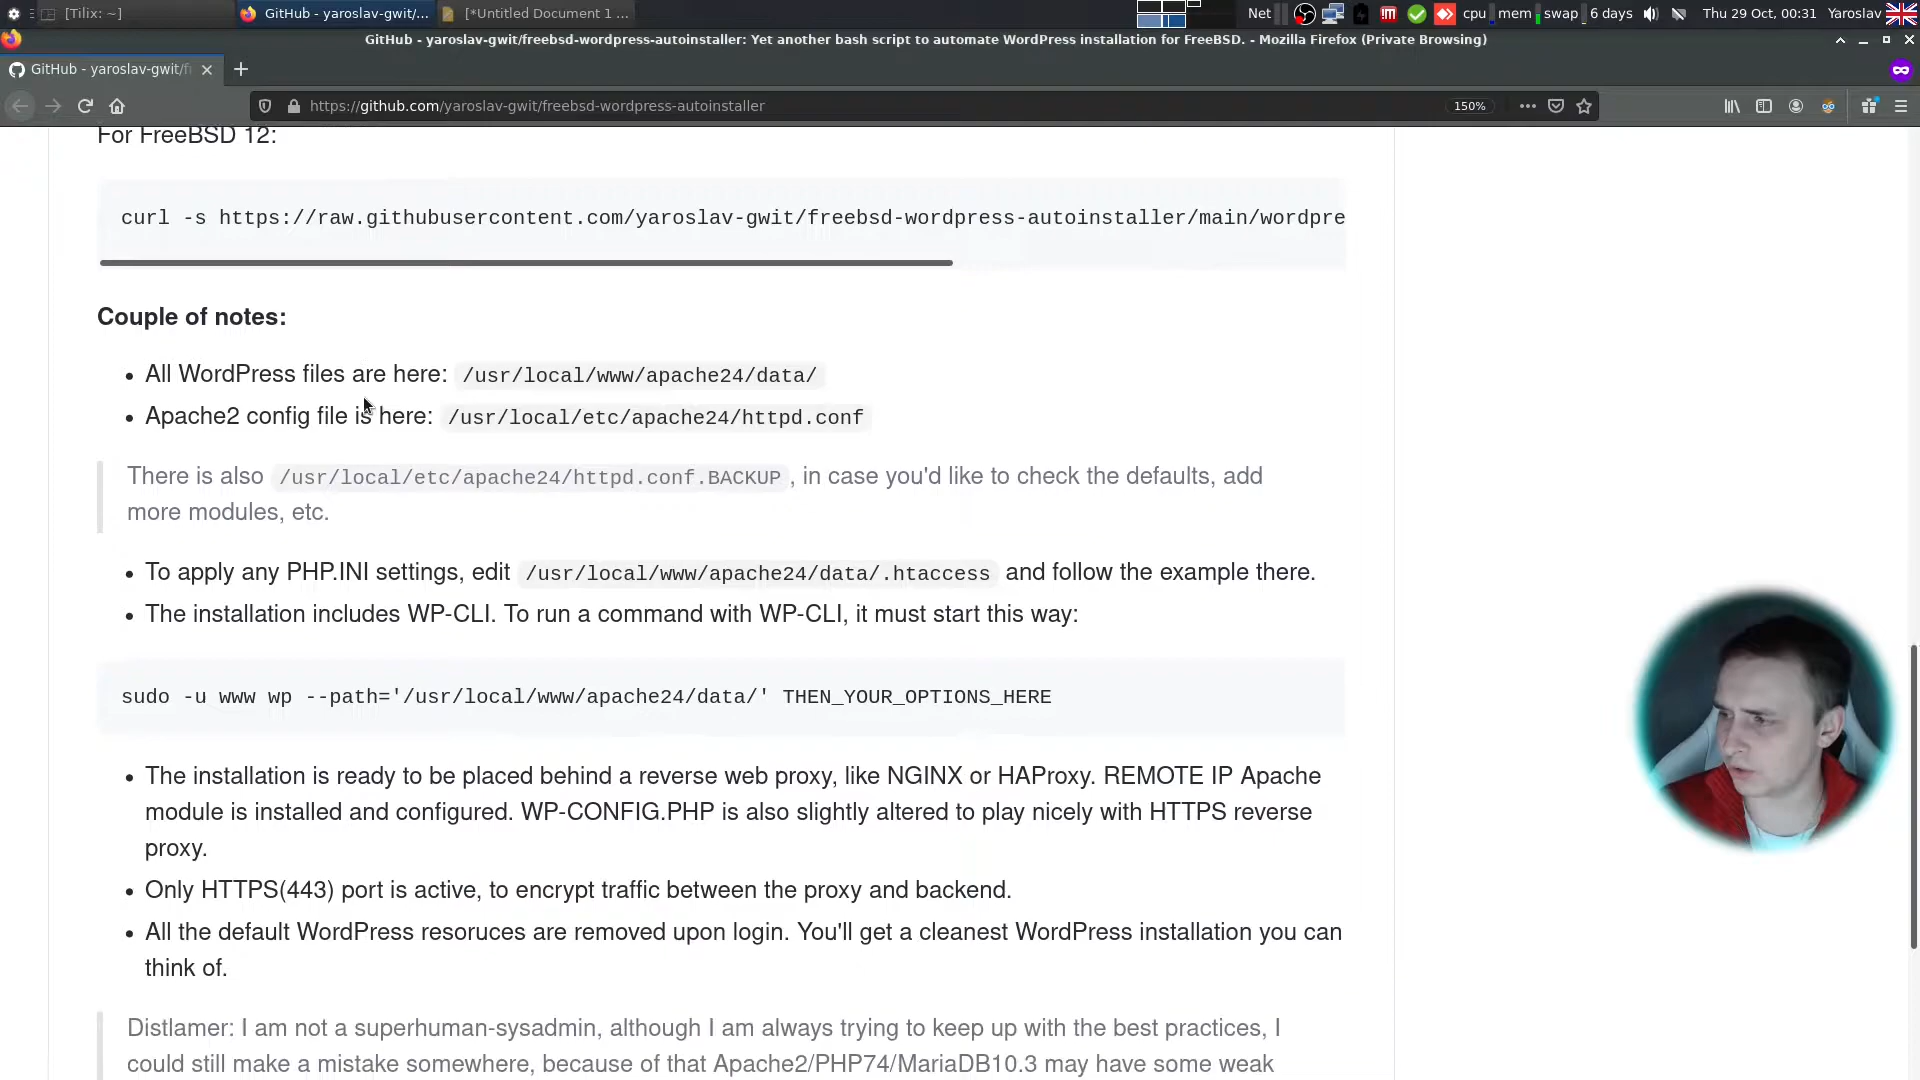 [Tilix: ~]
GitHub - yaroslav-gwit/...
[*Untitled Document 1 ...
Net
cpu
mem
swap
6 days
Thu 29 Oct, 00:31
Yaroslav
GitHub - yaroslav-gwit/freebsd-wordpress-autoinstaller: Yet another bash script to automate WordPress installation for FreeBSD. - Mozilla Firefox (Private Browsing)
GitHub - yaroslav-gwit/f
https://github.com/yaroslav-gwit/freebsd-wordpress-autoinstaller
150%
For FreeBSD 12:
curl -s https://raw.githubusercontent.com/yaroslav-gwit/freebsd-wordpress-autoinstaller/main/wordpre
Couple of notes:
• All WordPress files are here: /usr/local/www/apache24/data/
• Apache2 config file is here: /usr/local/etc/apache24/httpd.conf
There is also /usr/local/etc/apache24/httpd.conf.BACKUP, in case you'd like to check the defaults, add
more modules, etc.
• To apply any PHP.INI settings, edit /usr/local/www/apache24/data/.htaccess and follow the example there.
• The installation includes WP-CLI. To run a command with WP-CLI, it must start this way:
sudo -u www wp --path='/usr/local/www/apache24/data/' THEN_YOUR_OPTIONS_HERE
• The installation is ready to be placed behind a reverse web proxy, like NGINX or HAProxy. REMOTE IP Apache
module is installed and configured. WP-CONFIG.PHP is also slightly altered to play nicely with HTTPS reverse
proxy.
• Only HTTPS(443) port is active, to encrypt traffic between the proxy and backend.
• All the default WordPress resoruces are removed upon login. You'll get a cleanest WordPress installation you can
think of.
Distlamer: I am not a superhuman-sysadmin, although I am always trying to keep up with the best practices, I
could still make a mistake somewhere, because of that Apache2/PHP74/MariaDB10.3 may have some weak